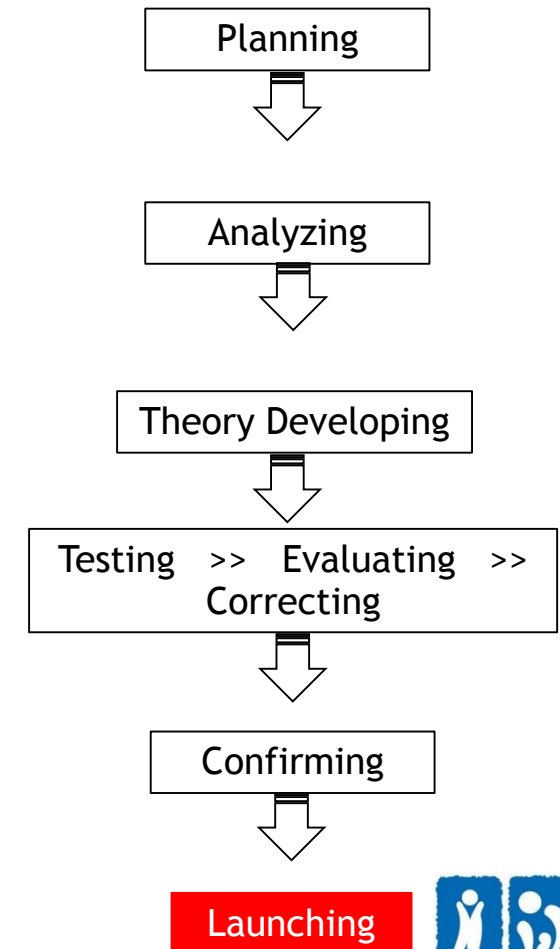 Planning
Analyzing
Theory Developing
Testing >> Evaluating >>
Correcting
Confirming
Launching